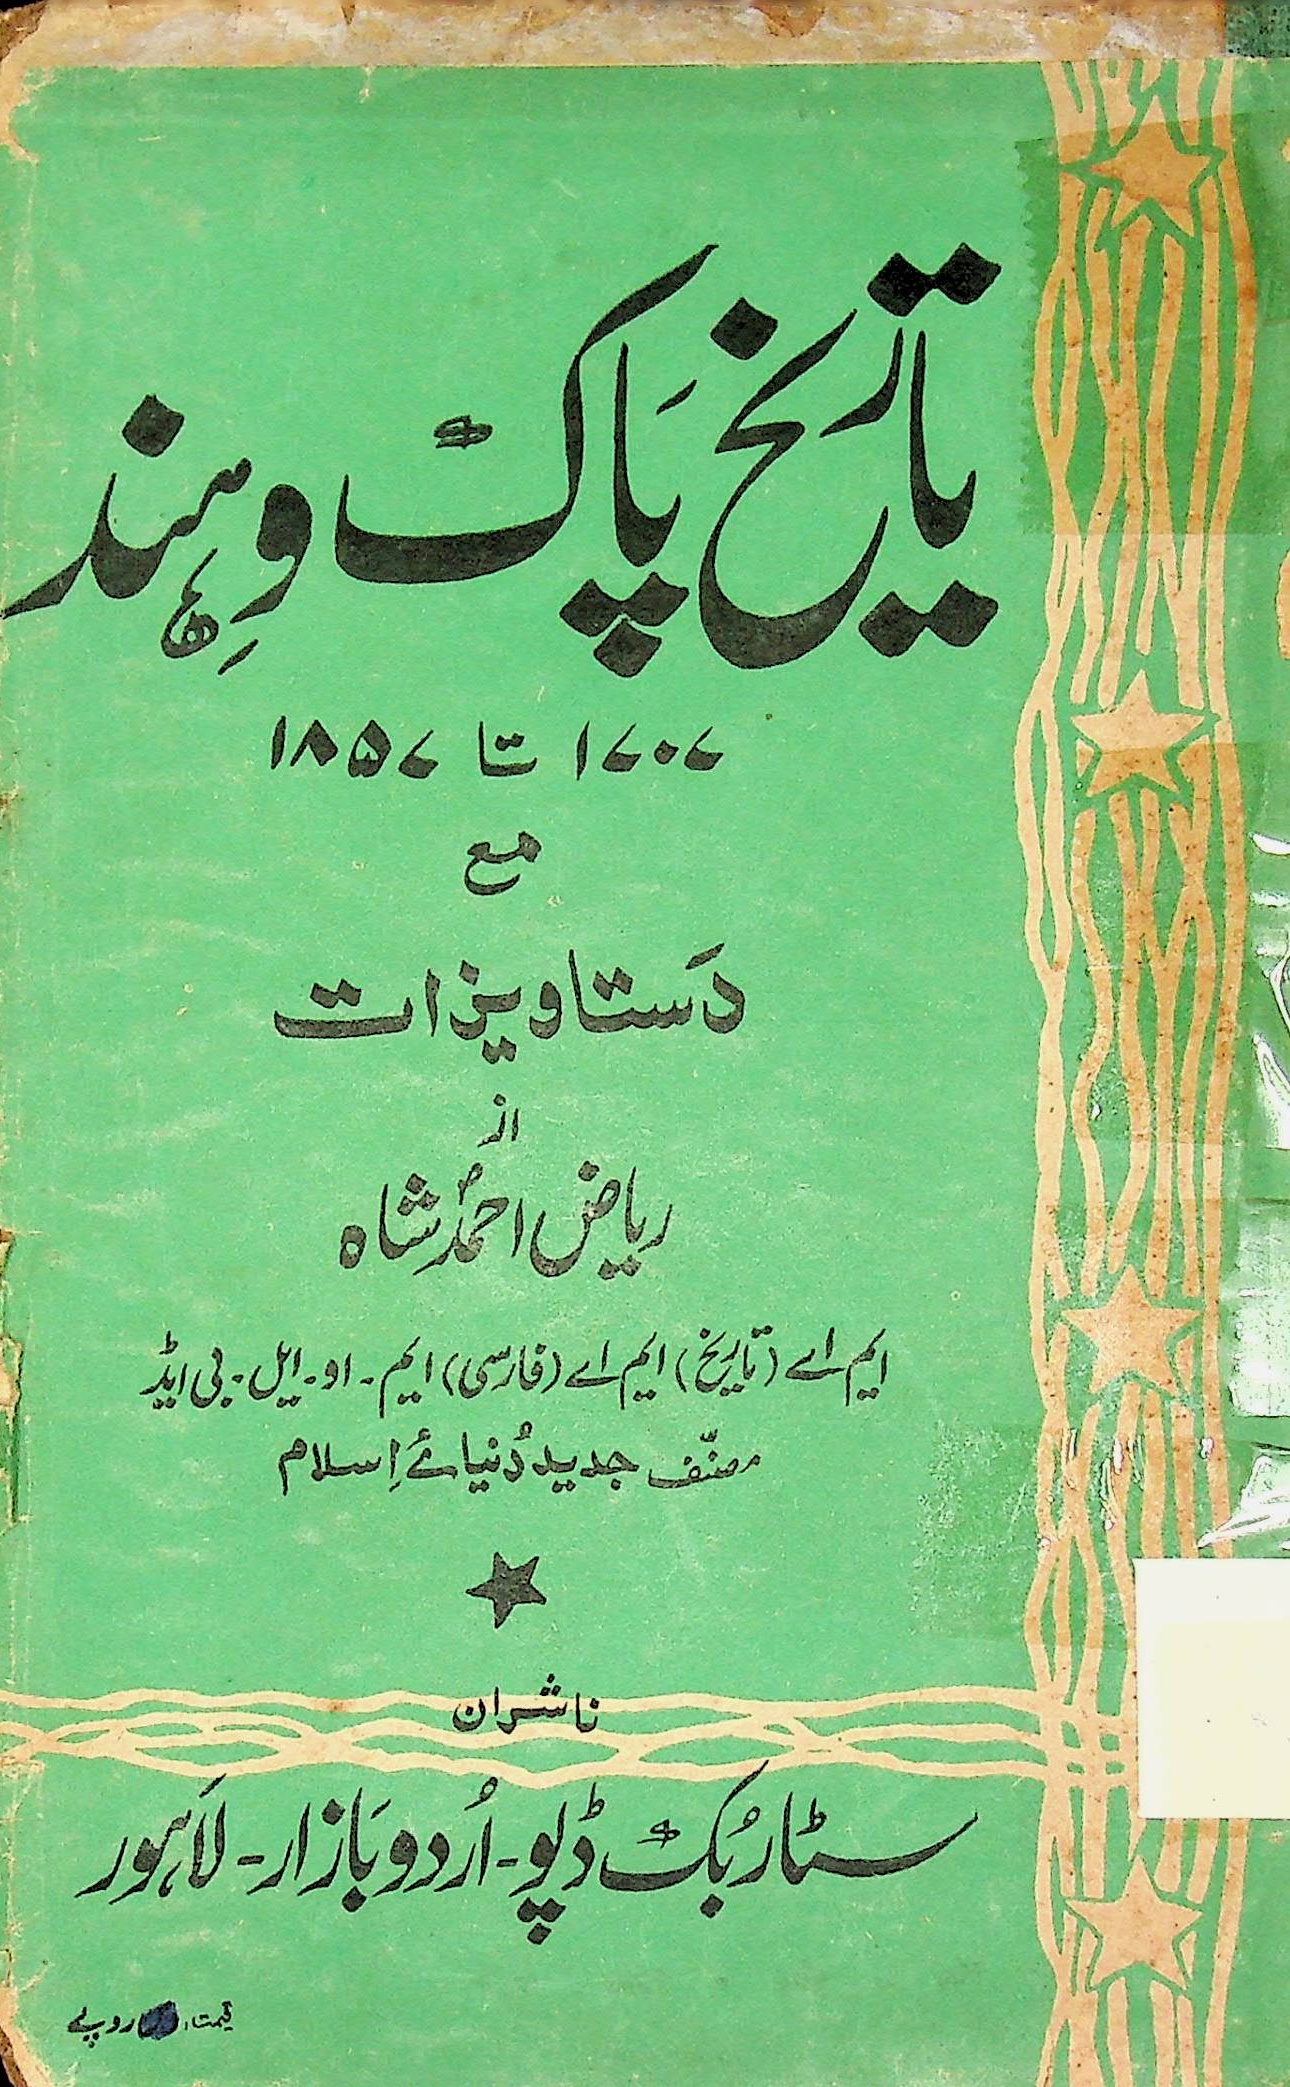 تاریخ پاک وہند
۱۷۰۷ تا ۱۸۵۷
مع
دستاویزات
از
ریاض احمد شاہ
ایم اے (تاریخ) ایم اے (فارسی) ایم۔ او۔ ایل۔ بی ایڈ
مصنّف جدید دُنیائے اِسلام
ناشران
سٹار بُک ڈپو۔ اُردو بازار۔ لاہور
قیمت: روپے